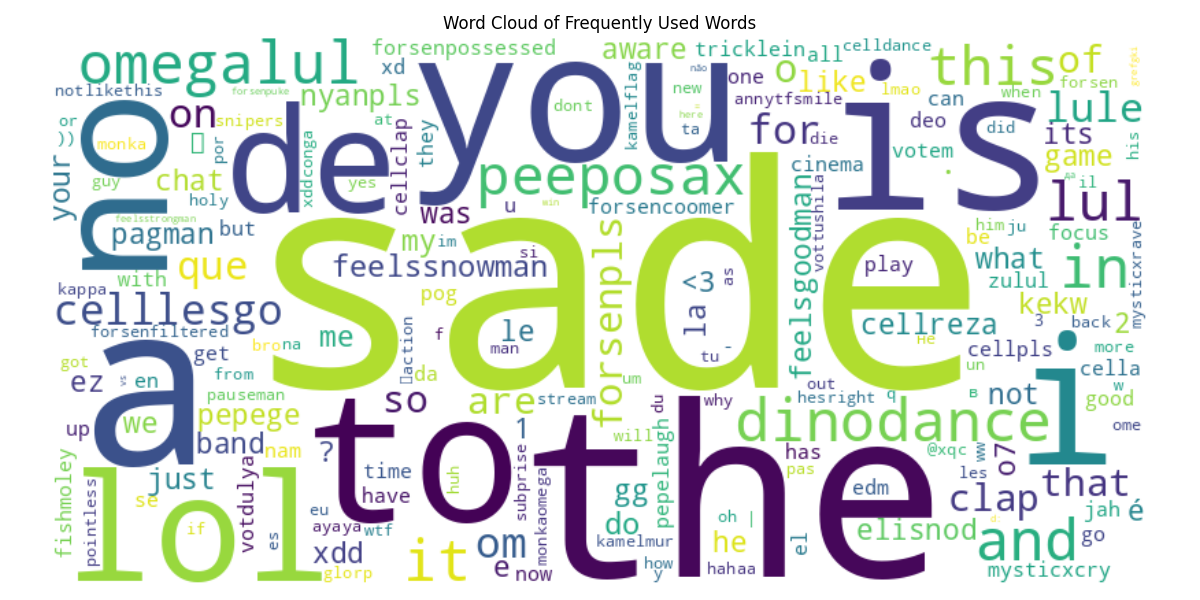 Word Cloud of Frequently Used Words
omegalul
forsenpossessed
aware
tricklein
all
celldance
xd
you
one
o
like
this
of
notlikethis
forsenpuke
nyanpls
kamelflag
não
new
here
dont
annytfsmile
lmao
can
when
forsen
lule
or
))
monka
no
on
snipers
de
at
cellclap
they
ta
for
die
is
deo
did
its
his
por
xddconga
yes
your
guy
chat
holy
peeposax
cinema
votem
game
il
feelsstrongman
was
u
win
forsencoomer
feelsgoodman
vottushila
lul
pagman
but
my
im
si
sade
forsenpls
him
ju
be
focus
mysticxrave
with
que
feelssnowman
<3
as
play
what
zulul
in
kappa
celllesgo
pog
la
kekw
forsenfiltered
me
action
f
le
man
tu
-
cellreza
3
back
2
bro
na
a
get
got
ez
vs
en
from
da
um
out
cellpls
un
more
cella
i
w
pauseman
so
are
stream
du
why
hesright
q
в
not
good
we
pepege
up
band
nam
to
1
will
dinodance
ome
fishmoley
pointless
lol
just
se
if
votdulya
es
?
time
have
huh
subprise
monkaomega
the
gg
do
pepelaugh
has
pas
edm
@xqc
ww
les
o7
clap
that
é
eu
ayaya
wtf
xdd
glorp
it
om
e
now
kamelmur
how
y
oh
|
he
hahaa
el
elisnod
and
jah
go
mysticxcry